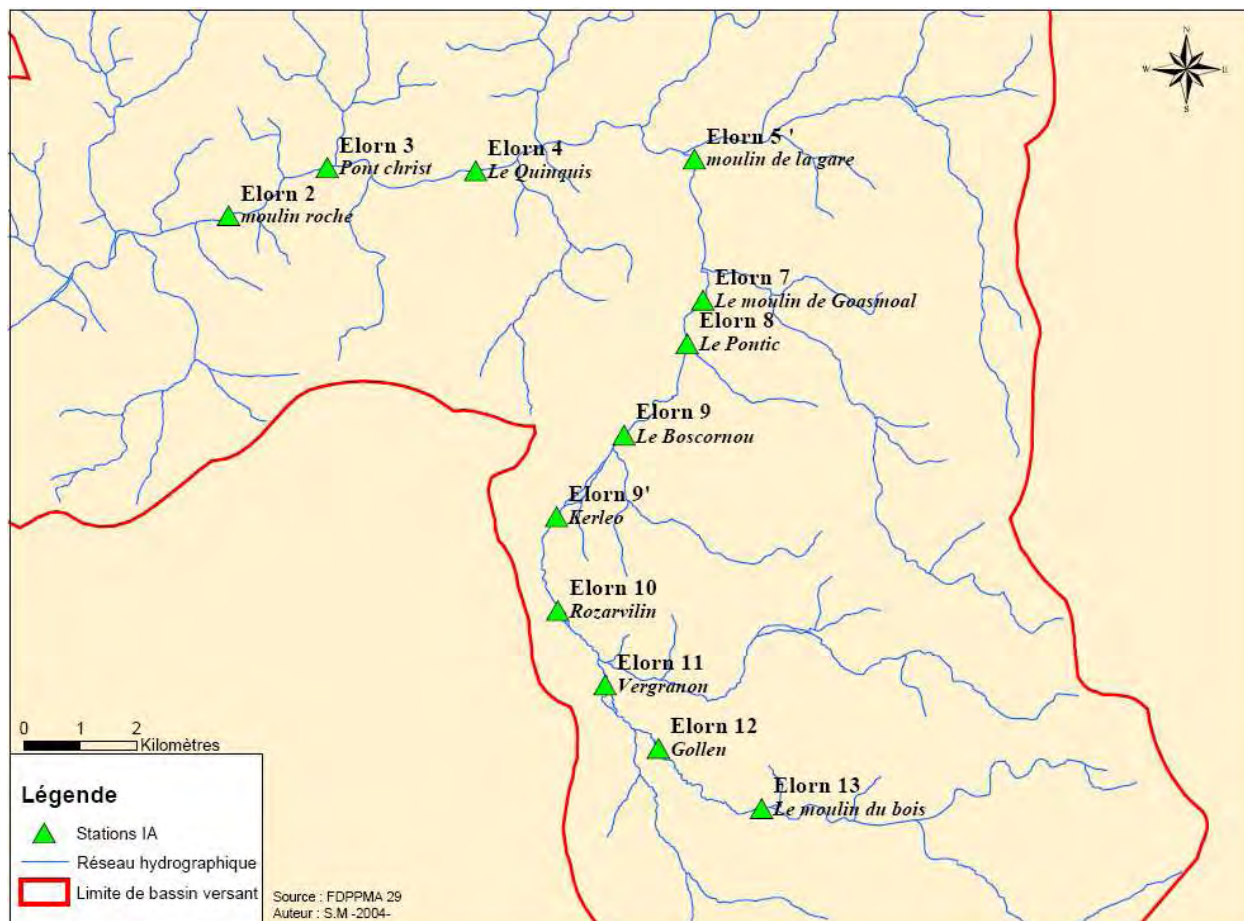 N
W
E
S
Elorn 3
Pont christ
Elorn 4
Le Quinquis
Elorn 5 '
moulin de la gare
Elorn 2
moulin roche
Elorn 7
Le moulin de Goasmoal
Elorn 8
Le Pontic
Elorn 9
Le Boscornou
Elorn 9'
Kerleo
Elorn 10
Rozarvilin
Elorn 11
Vergranon
Elorn 12
Gollen
Elorn 13
Le moulin du bois
0 1 2
Kilomètres
Légende
Stations IA
Réseau hydrographique
Limite de bassin versant
Source : FDPPMA 29
Auteur : S.M -2004-